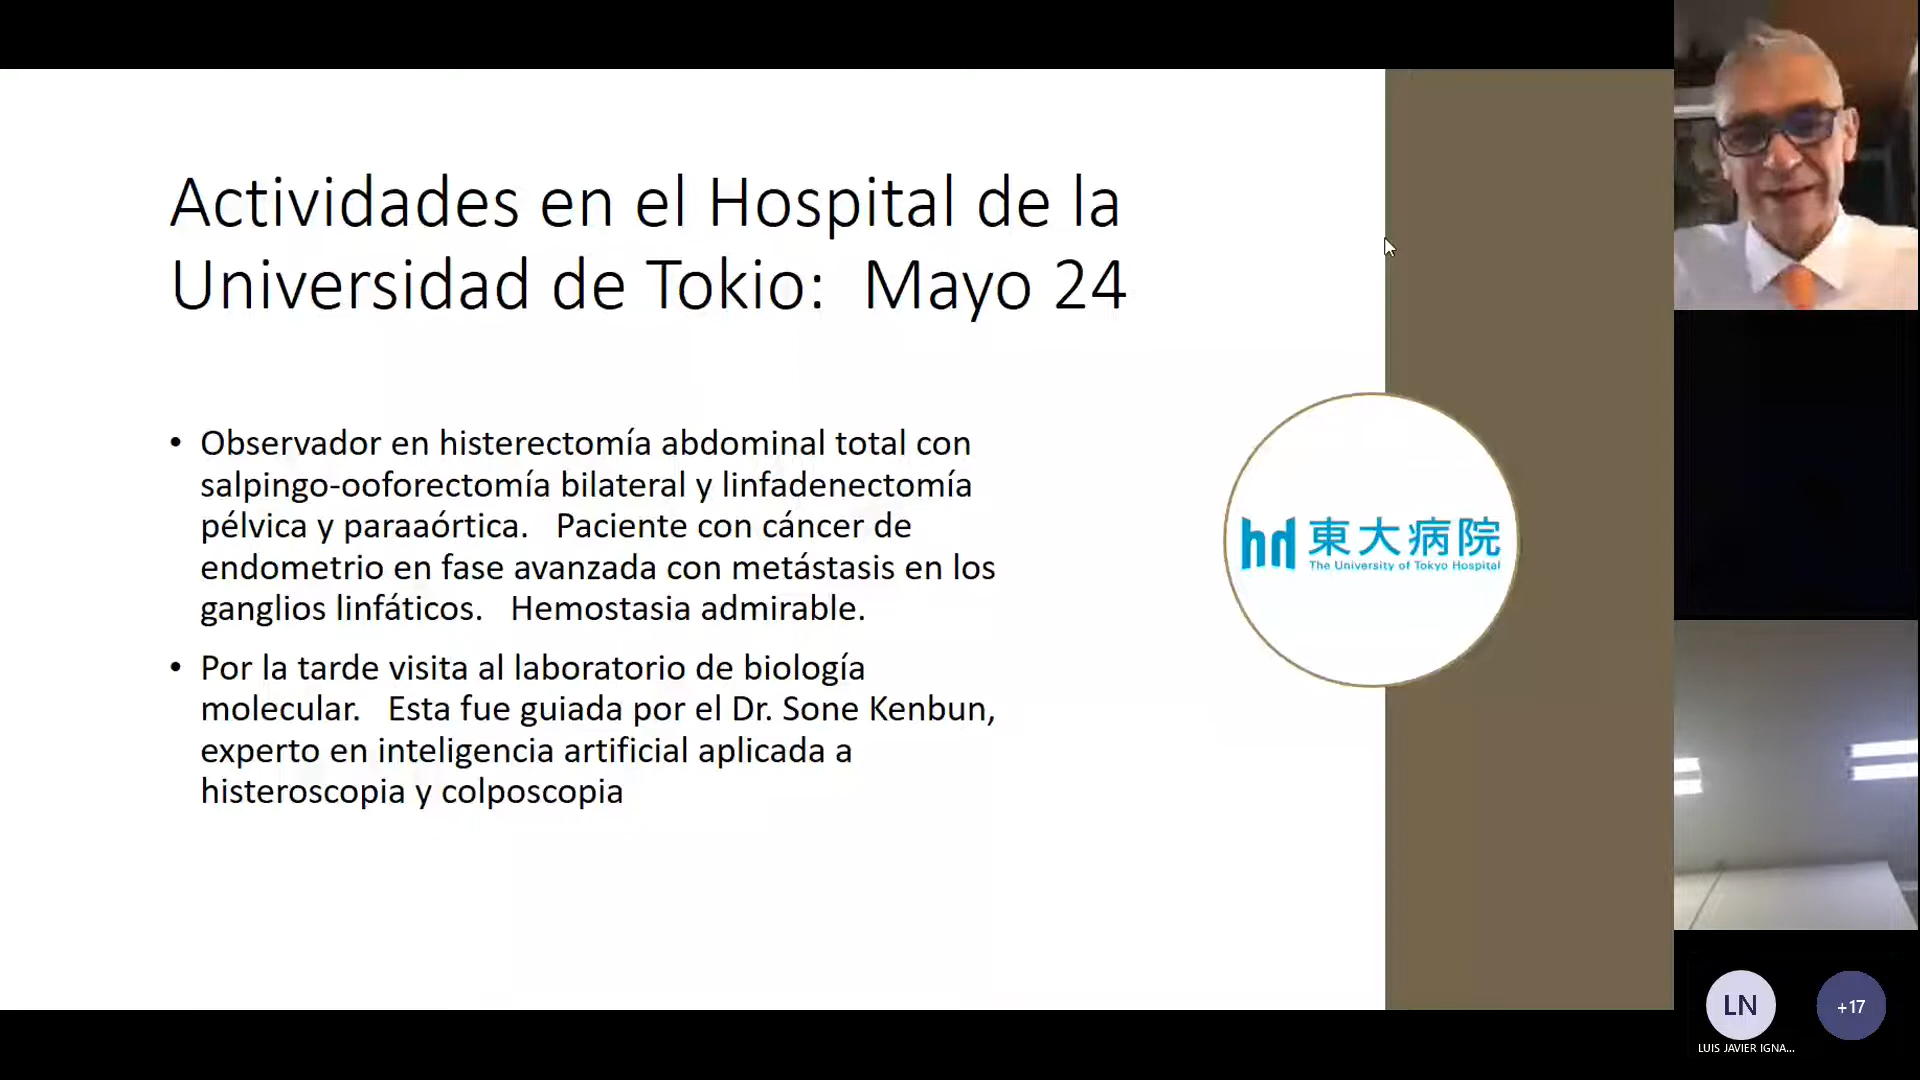 Actividades en el Hospital de la
Universidad de Tokio:  Mayo 24
• Observador en histerectomía abdominal total con
salpingo-ooforectomía bilateral y linfadenectomía
pélvica y paraaórtica.   Paciente con cáncer de
endometrio en fase avanzada con metástasis en los
ganglios linfáticos.   Hemostasia admirable.
• Por la tarde visita al laboratorio de biología
molecular.   Esta fue guiada por el Dr. Sone Kenbun,
experto en inteligencia artificial aplicada a
histeroscopia y colposcopia
東大病院
The University of Tokyo Hospital
LN
+17
LUIS JAVIER IGNA...